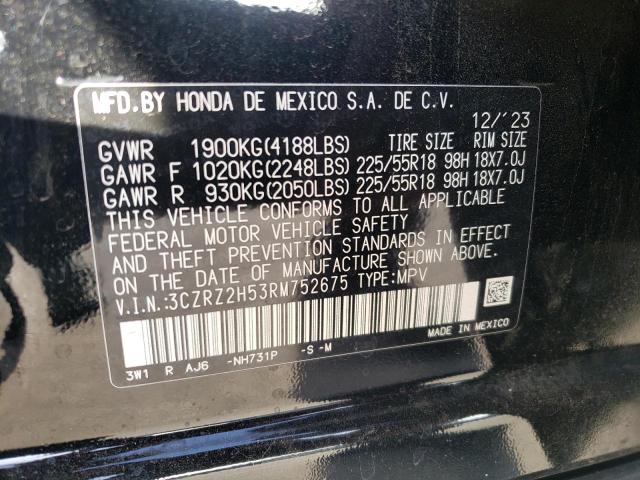 MFD.BY HONDA DE MEXICO S.A. DE C.V.
12/'23
GVWR 1900KG(4188LBS) TIRE SIZE RIM SIZE
GAWR F 1020KG(2248LBS) 225/55R18 98H 18X7.0J
GAWR R 930KG(2050LBS) 225/55R18 98H 18X7.0J
THIS VEHICLE CONFORMS TO ALL APPLICABLE
FEDERAL MOTOR VEHICLE SAFETY
AND THEFT PREVENTION STANDARDS IN EFFECT
ON THE DATE OF MANUFACTURE SHOWN ABOVE.
V.I.N.:3CZRZ2H53RM752675 TYPE:MPV
MADE IN MEXICO
3W1 R AJ6 -NH731P -S -M